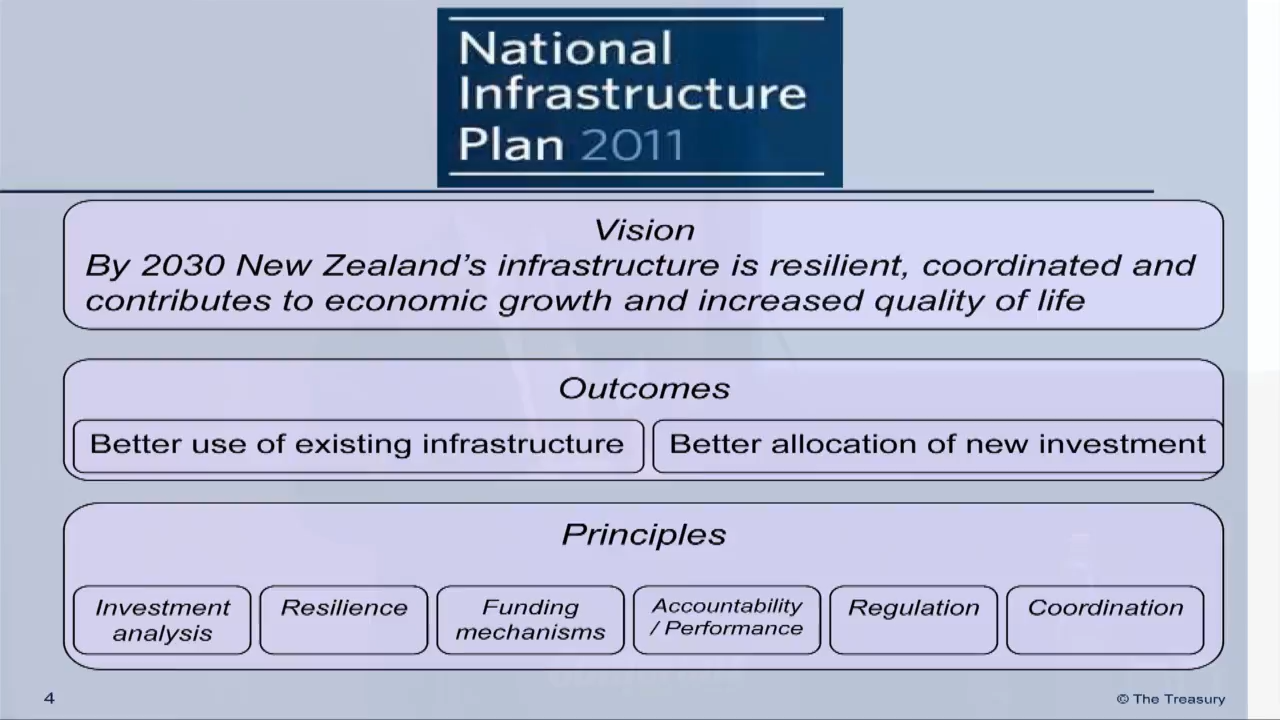 National
Infrastructure
Plan 2011
Vision
By 2030 New Zealand's infrastructure is resilient, coordinated and
contributes to economic growth and increased quality of life
Outcomes
Better use of existing infrastructure
Better allocation of new investment
Principles
Investment
analysis
Resilience
Funding
mechanisms
Accountability
/ Performance
Regulation
Coordination
4
© The Treasury